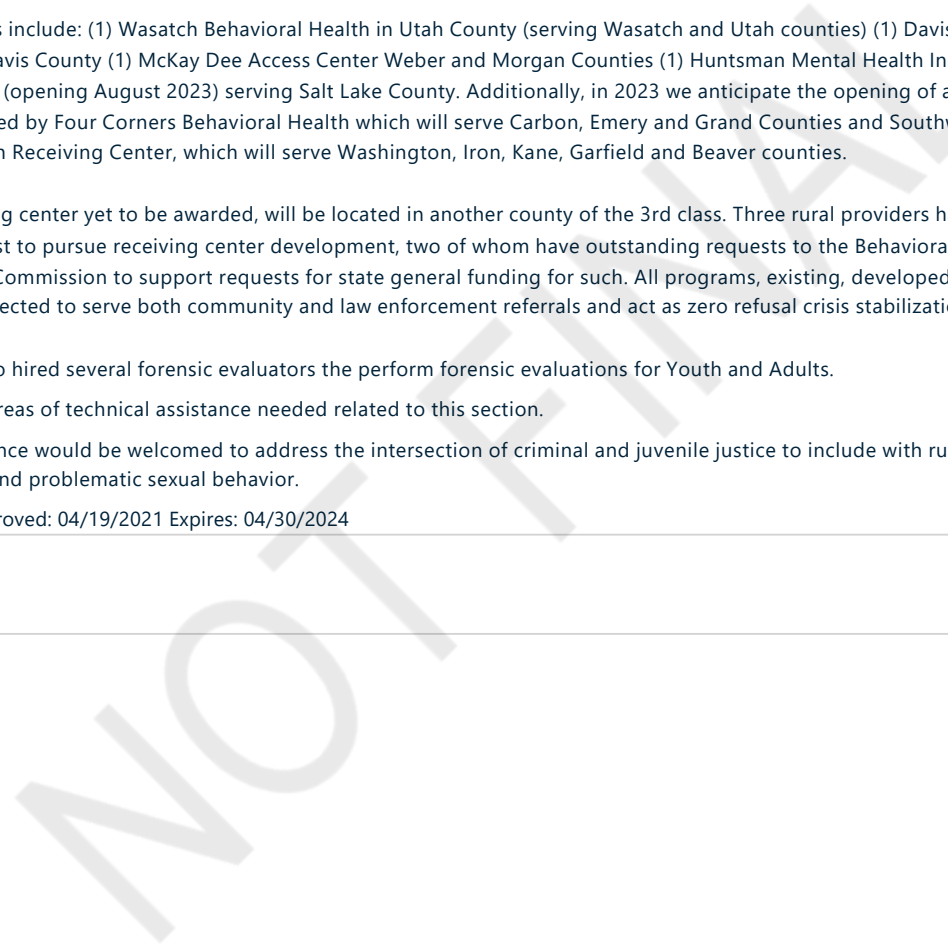 s include: (1) Wasatch Behavioral Health in Utah County (serving Wasatch and Utah counties) (1) Davis
avis County (1) McKay Dee Access Center Weber and Morgan Counties (1) Huntsman Mental Health In
(opening August 2023) serving Salt Lake County. Additionally, in 2023 we anticipate the opening of a
ed by Four Corners Behavioral Health which will serve Carbon, Emery and Grand Counties and Southw
n Receiving Center, which will serve Washington, Iron, Kane, Garfield and Beaver counties.
g center yet to be awarded, will be located in another county of the 3rd class. Three rural providers h
st to pursue receiving center development, two of whom have outstanding requests to the Behaviora
Commission to support requests for state general funding for such. All programs, existing, developed
ected to serve both community and law enforcement referrals and act as zero refusal crisis stabilizatio
o hired several forensic evaluators the perform forensic evaluations for Youth and Adults.
reas of technical assistance needed related to this section.
nce would be welcomed to address the intersection of criminal and juvenile justice to include with ru
nd problematic sexual behavior.
roved: 04/19/2021 Expires: 04/30/2024
NOT FINAL